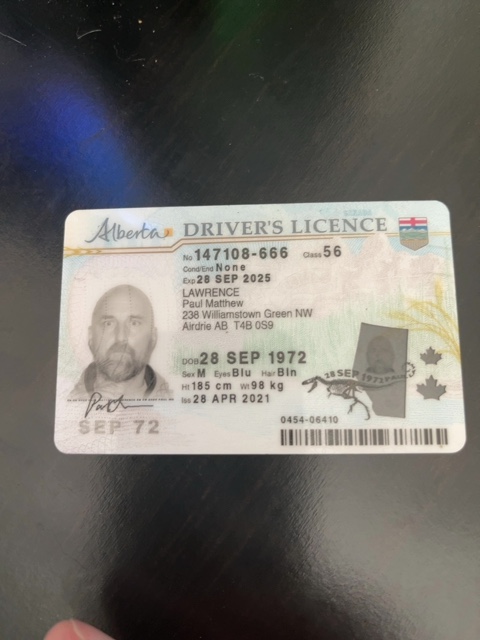 Alberta DRIVER'S LICENCE
No 147108-666 Class 56
Cond/End None
Exp 28 SEP 2025
LAWRENCE
Paul Matthew
238 Williamstown Green NW
Airdrie AB T4B 0S9
DOB 28 SEP 1972
Sex M Eyes Blu Hair Bln
Ht 185 cm Wt 98 kg
Iss 28 APR 2021
SEP 72
28 SEP 1972 PAUL
0454-06410